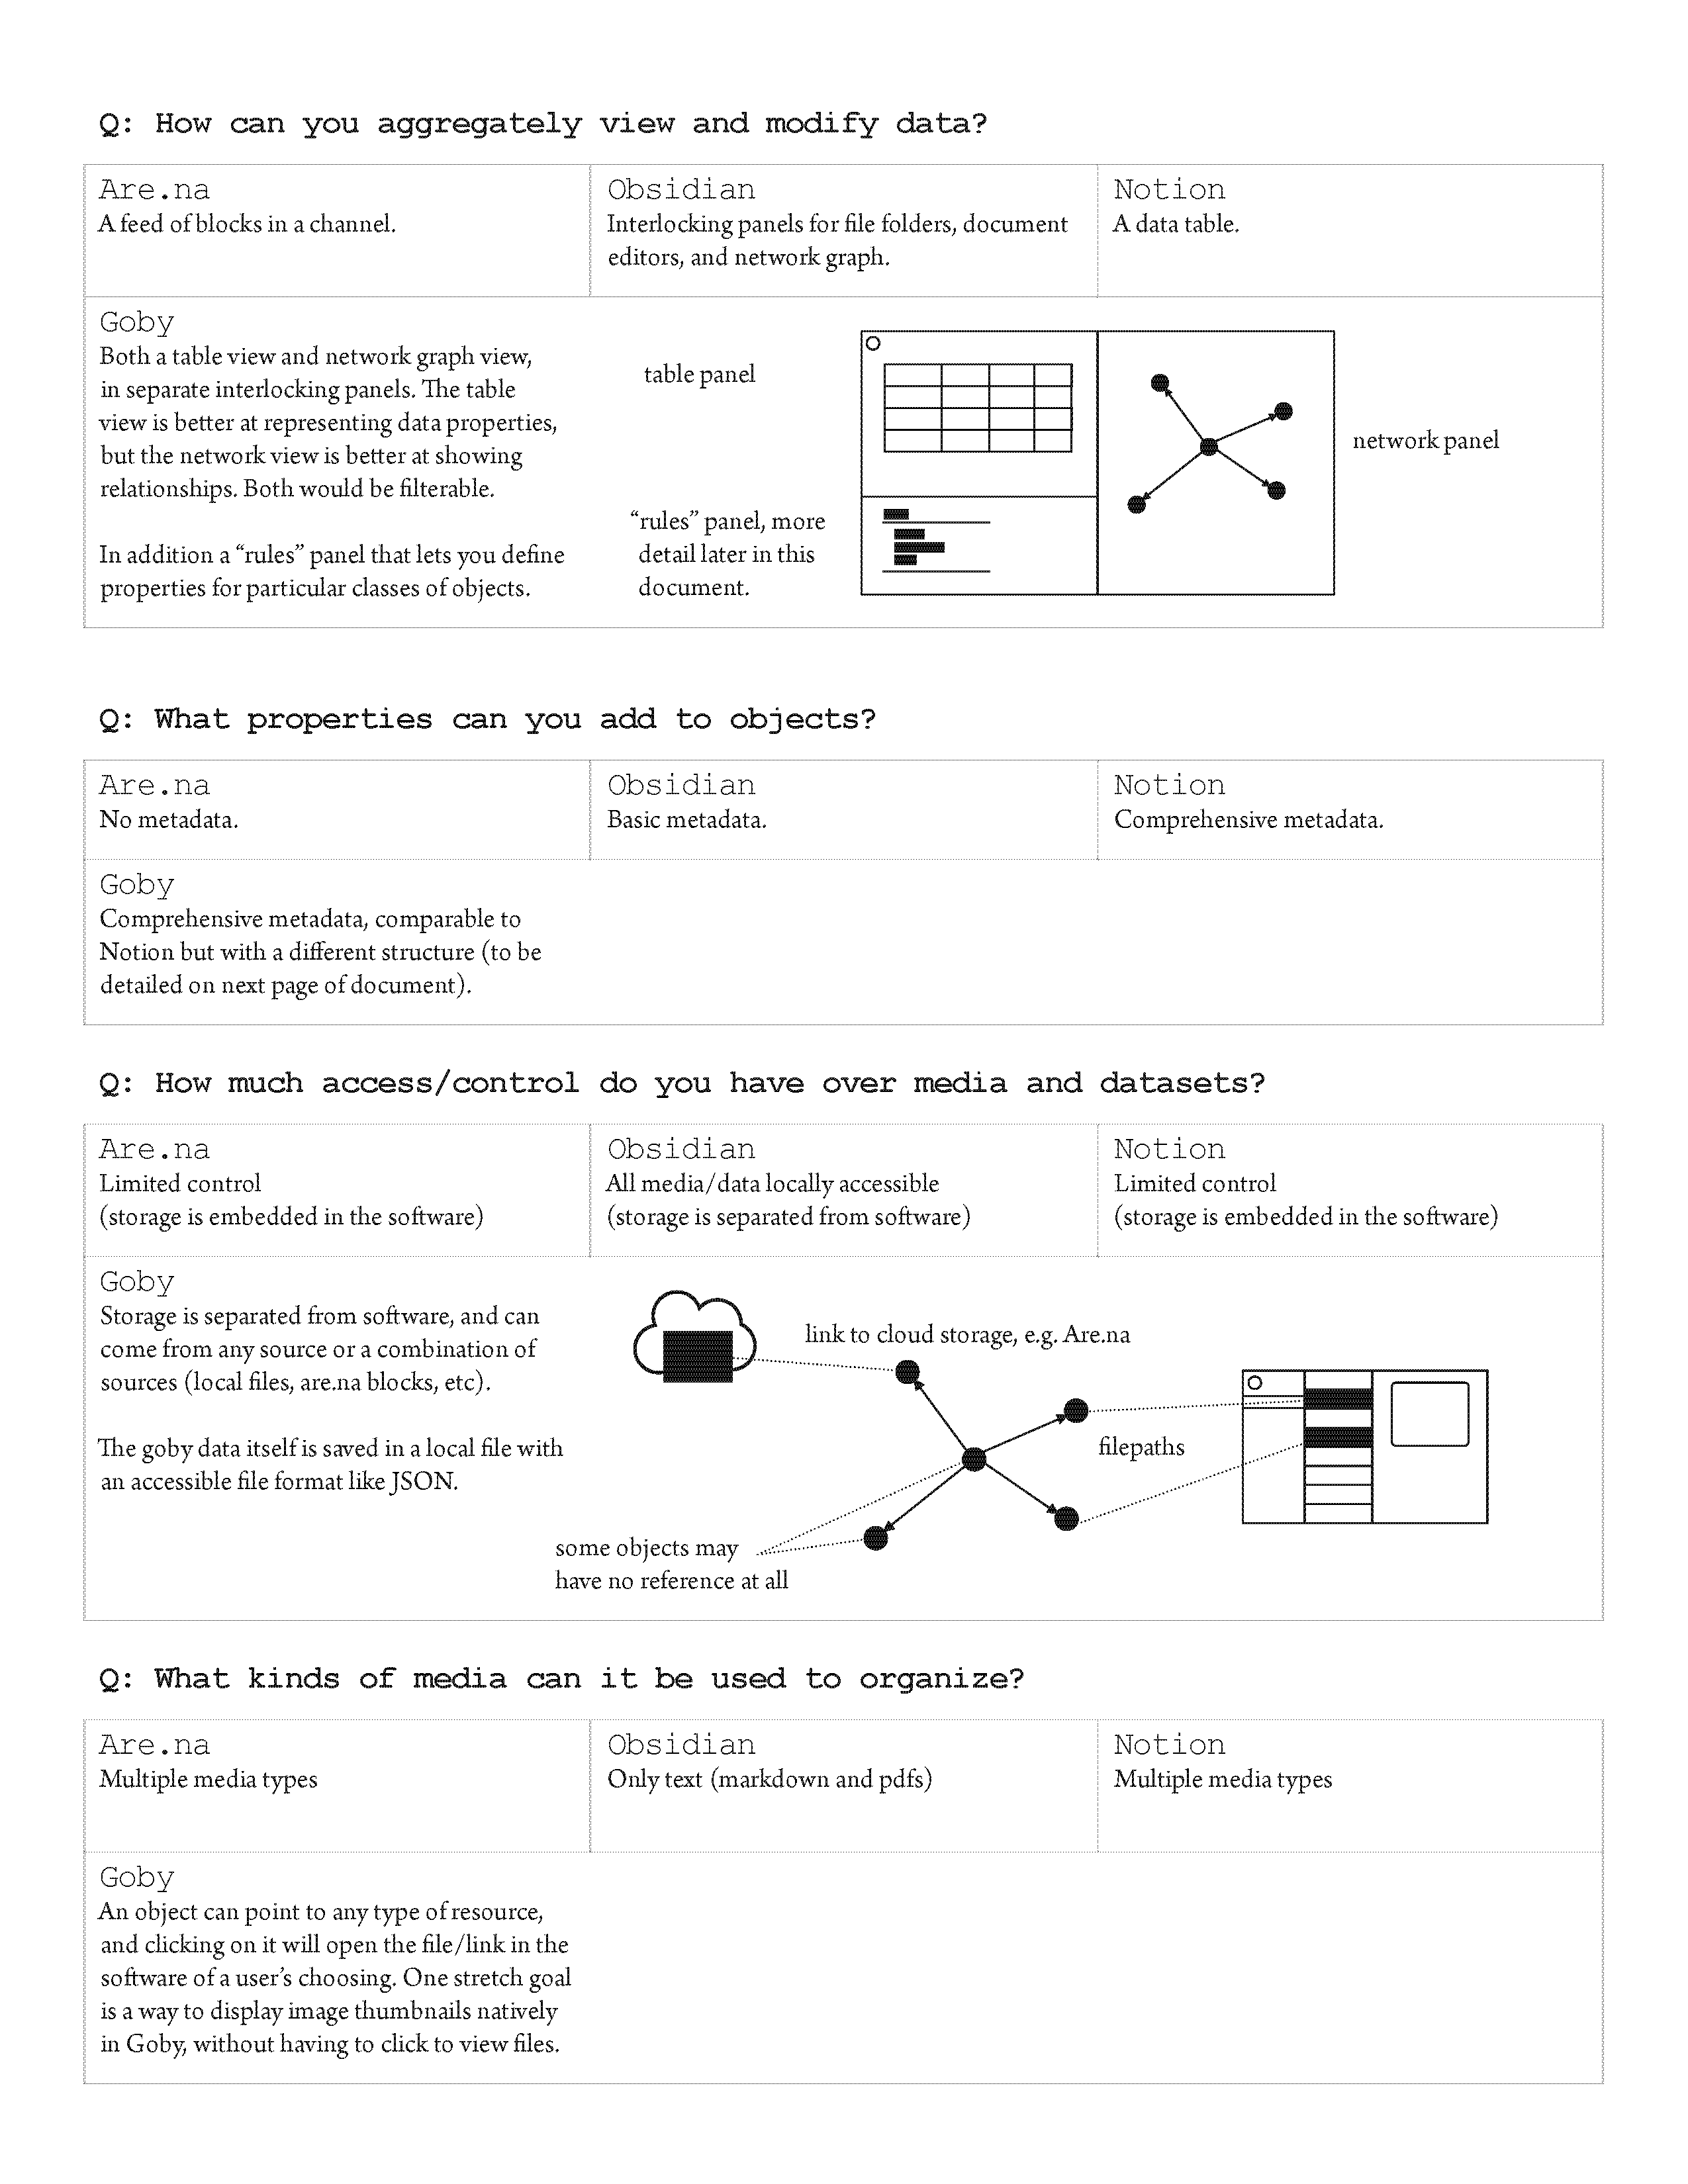 Q: How can you aggregately view and modify data?
Are.na
A feed of blocks in a channel.
Obsidian
Interlocking panels for file folders, document
editors, and network graph.
Notion
A data table.
Goby
Both a table view and network graph view,
in separate interlocking panels. The table
view is better at representing data properties,
but the network view is better at showing
relationships. Both would be filterable.
In addition a “rules” panel that lets you define
properties for particular classes of objects.
table panel
“rules” panel, more
detail later in this
document.
network panel
Q: What properties can you add to objects?
Are.na
No metadata.
Obsidian
Basic metadata.
Notion
Comprehensive metadata.
Goby
Comprehensive metadata, comparable to
Notion but with a different structure (to be
detailed on next page of document).
Q: How much access/control do you have over media and datasets?
Are.na
Limited control
(storage is embedded in the software)
Obsidian
All media/data locally accessible
(storage is separated from software)
Notion
Limited control
(storage is embedded in the software)
Goby
Storage is separated from software, and can
come from any source or a combination of
sources (local files, are.na blocks, etc).
The goby data itself is saved in a local file with
an accessible file format like JSON.
link to cloud storage, e.g. Are.na
filepaths
some objects may
have no reference at all
Q: What kinds of media can it be used to organize?
Are.na
Multiple media types
Obsidian
Only text (markdown and pdfs)
Notion
Multiple media types
Goby
An object can point to any type of resource,
and clicking on it will open the file/link in the
software of a user’s choosing. One stretch goal
is a way to display image thumbnails natively
in Goby, without having to click to view files.